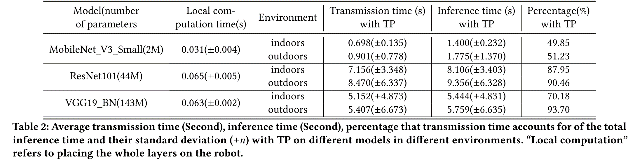 Model(number of parameters | Local com- putation time(s) | Environment | Transmission time (s) with TP | Inference time (s) with TP | Percentage(%) with TP
MobileNet_V3_Small(2M) | 0.031(±0.004) | indoors | 0.698(±0.135) | 1.400(±0.232) | 49.85
outdoors | 0.901(±0.778) | 1.775(±1.370) | 51.23
ResNet101(44M) | 0.065(±0.005) | indoors | 7.156(±3.348) | 8.106(±3.403) | 87.95
outdoors | 8.470(±6.337) | 9.356(±6.328) | 90.46
VGG19_BN(143M) | 0.063(±0.002) | indoors | 5.152(±4.873) | 5.444(±4.831) | 70.18
outdoors | 5.407(±6.673) | 5.759(±6.635) | 93.70
Table 2: Average transmission time (Second), inference time (Second), percentage that transmission time accounts for of the total
inference time and their standard deviation (±n) with TP on different models in different environments. “Local computation”
refers to placing the whole layers on the robot.